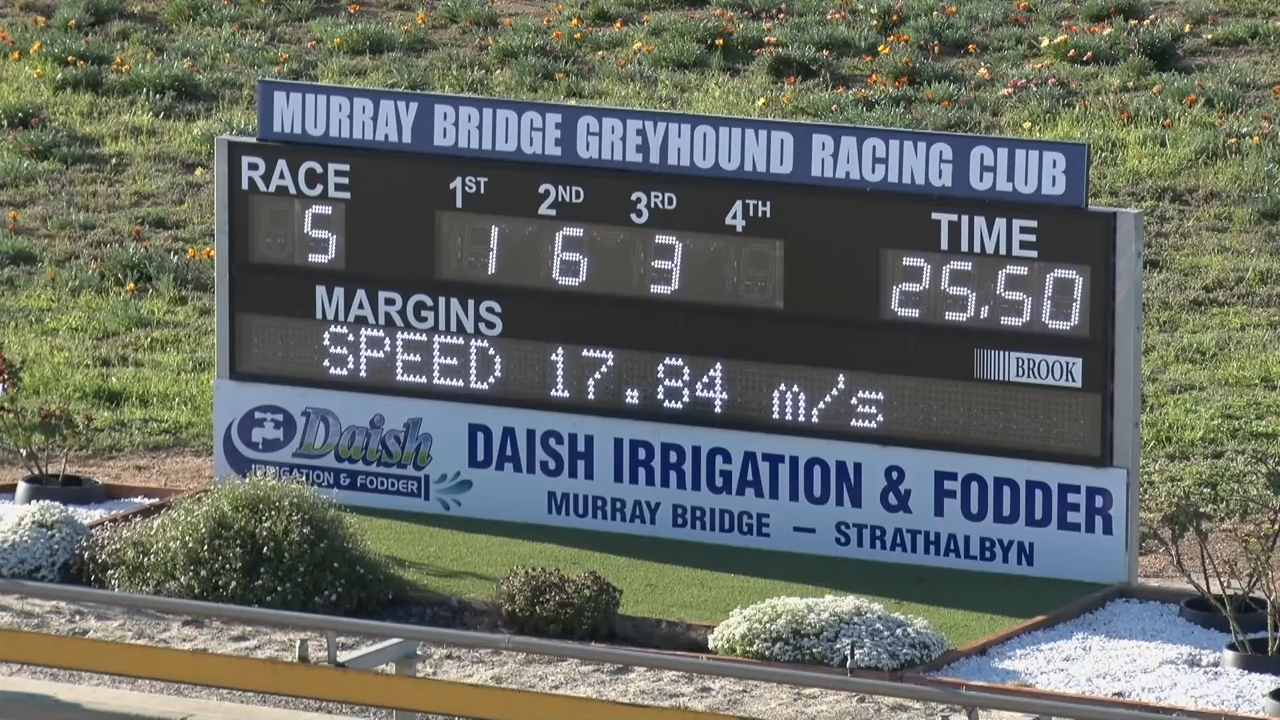 MURRAY BRIDGE GREYHOUND RACING CLUB
RACE 1ST 2ND 3RD 4TH TIME
5 1 6 3 25.50
MARGINS
SPEED 17.84 m/s
BROOK
Daish
IRRIGATION & FODDER
DAISH IRRIGATION & FODDER
MURRAY BRIDGE — STRATHALBYN